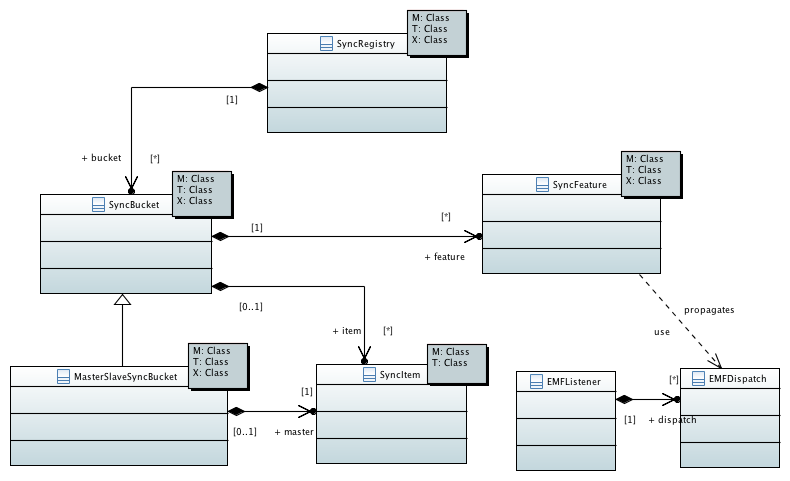 M: Class
T: Class
X: Class
SyncRegistry
[1]
+ bucket
[*]
M: Class
T: Class
X: Class
SyncBucket
M: Class
T: Class
X: Class
SyncFeature
[1]
[*]
+ feature
[0..1]
+ item
[*]
propagates
use
M: Class
T: Class
X: Class
MasterSlaveSyncBucket
M: Class
T: Class
SyncItem
[1]
[0..1]
+ master
EMFListener
[*]
EMFDispatch
[1]
+ dispatch